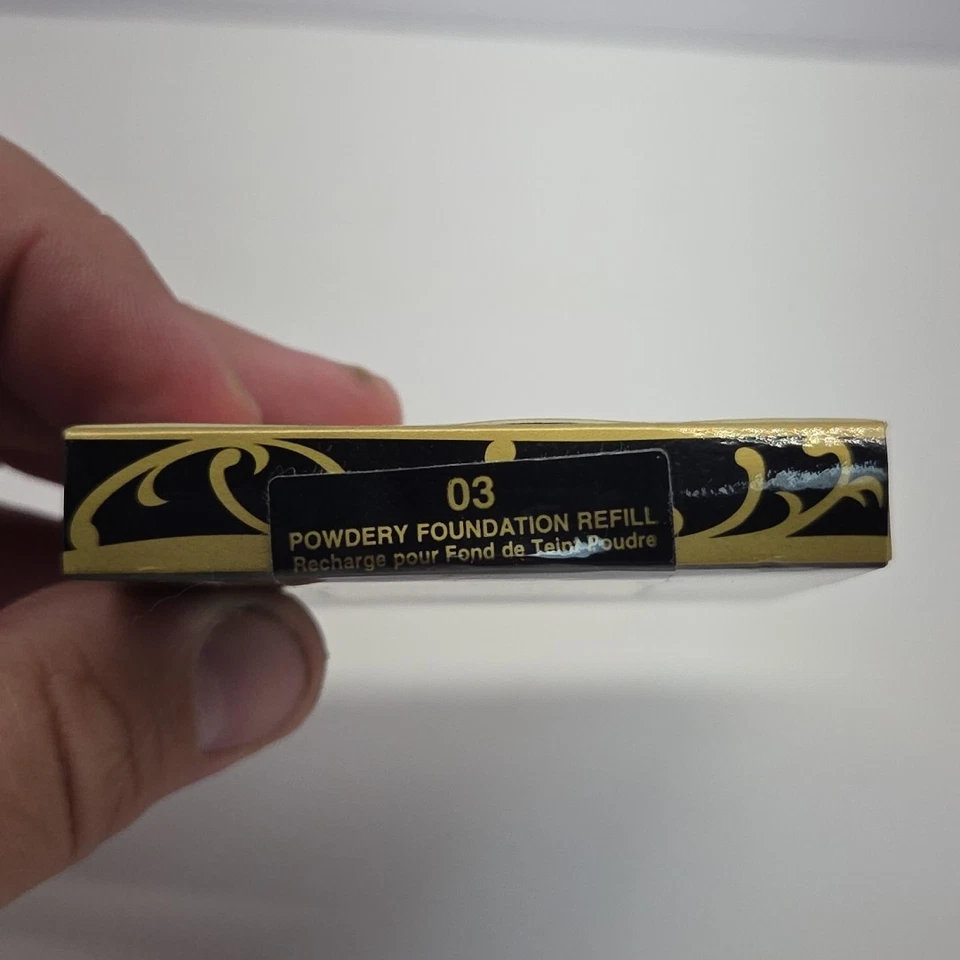 03
POWDERY FOUNDATION REFILL
Recharge pour Fond de Teint Poudre